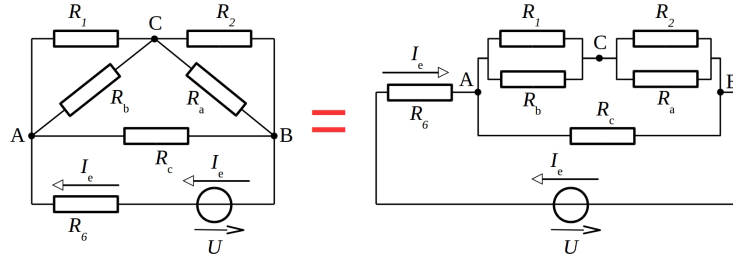 R1 C R2
Rb Ra
A B
Rc
Ie Ie
R6
U
=
R1 R2
Ie C
A B
R6 Rb Ra
Rc
Ie
U